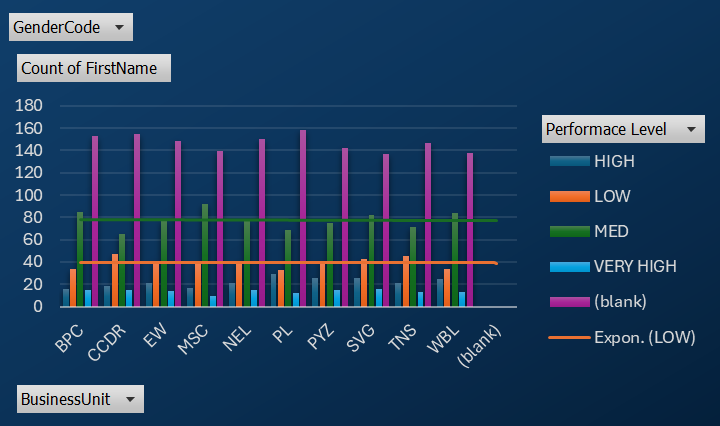 GenderCode
Count of FirstName
180
160
140
120
100
80
60
40
20
0
BPC
CCDR
EW
MSC
NEL
PL
PYZ
SVG
TNS
WBL
(blank)
Performace Level
HIGH
LOW
MED
VERY HIGH
(blank)
Expon. (LOW)
BusinessUnit